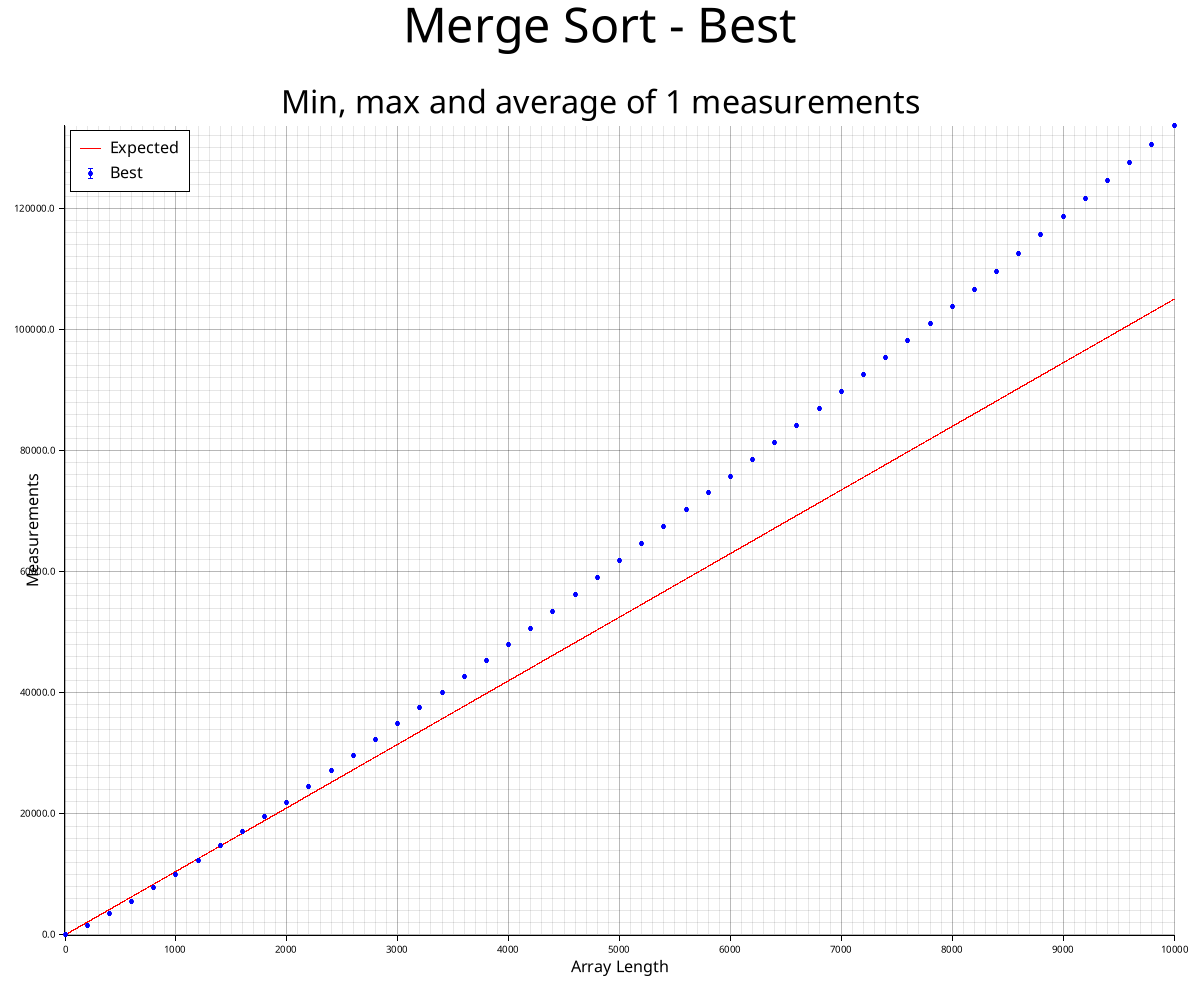 Merge Sort - Best
Min, max and average of 1 measurements
Expected
Best
120000.0
100000.0
80000.0
60000.0
40000.0
20000.0
0.0
Measurements
0 1000 2000 3000 4000 5000 6000 7000 8000 9000 10000
Array Length